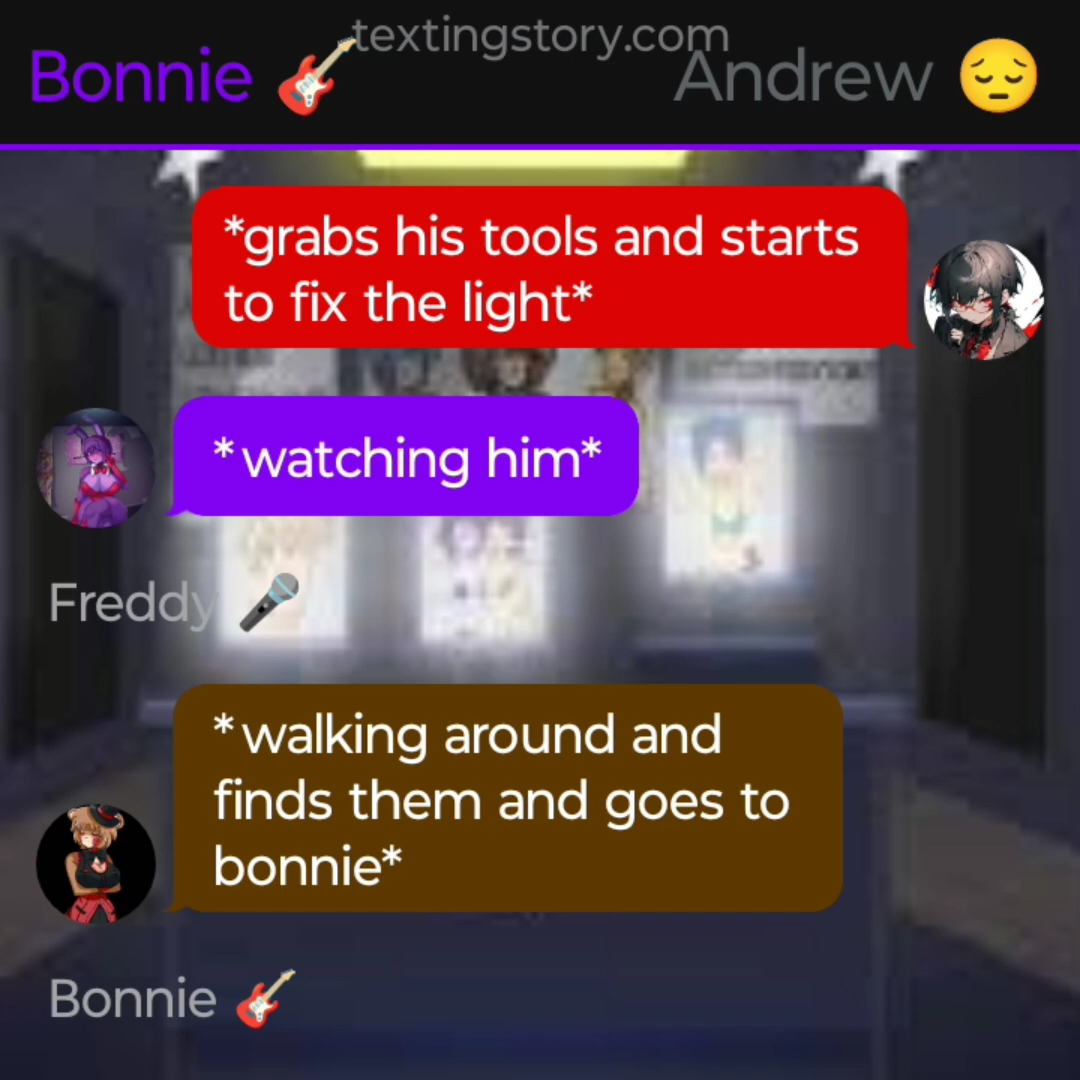 textingstory.com
Bonnie 🎸 Andrew 😔
*grabs his tools and starts
to fix the light*
*watching him*
Freddy 🎤
*walking around and
finds them and goes to
bonnie*
Bonnie 🎸